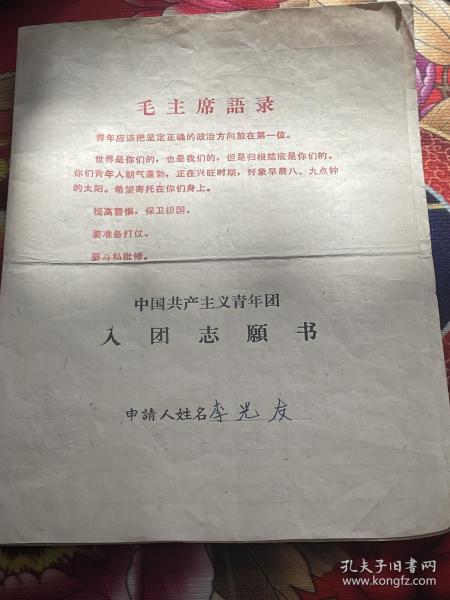 毛主席語录
青年应该把坚定正确的政治方向放在第一位。
世界是你们的，也是我们的，但是归根结底是你们的。
你们青年人朝气蓬勃，正在兴旺时期，好象早晨八、九点钟
的太阳。希望寄托在你们身上。
提高警惕，保卫祖国。
要准备打仗。
要斗私批修。
中国共产主义青年团
入团志願书
申請人姓名李光友
孔夫子旧书网
www.kongfz.com